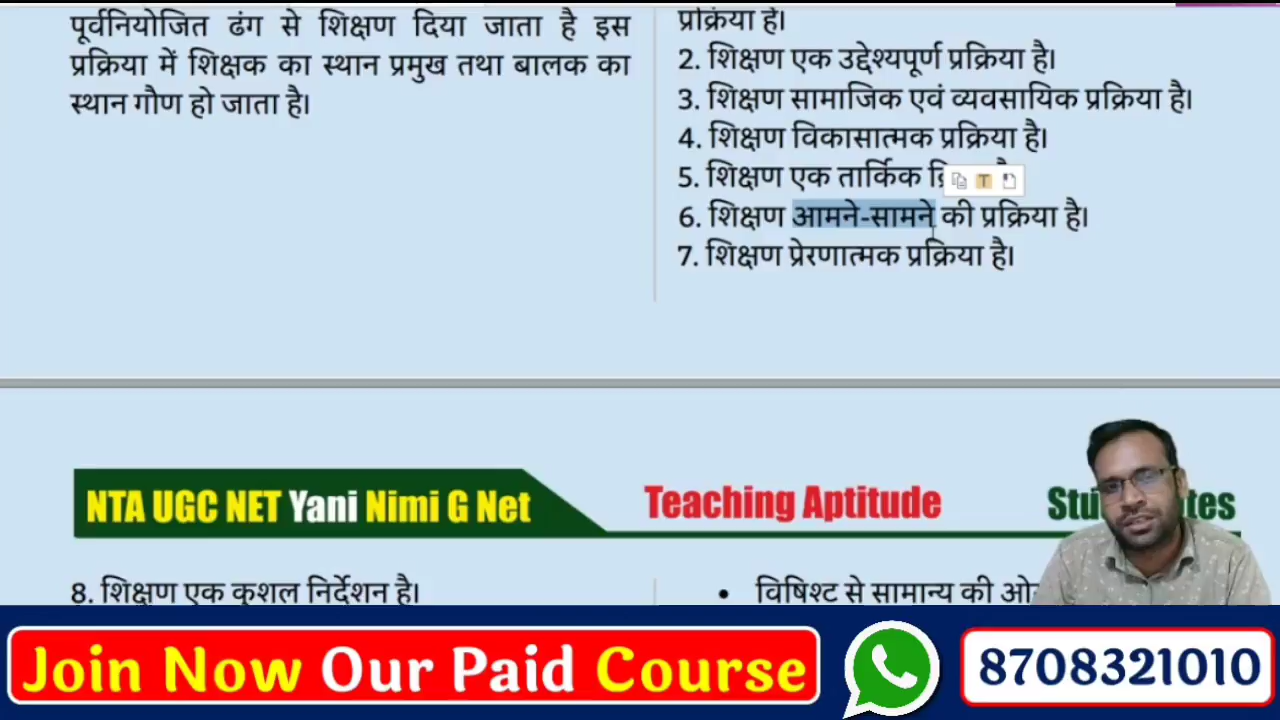 पूर्वनियोजित ढंग से शिक्षण दिया जाता है इस
प्रक्रिया में शिक्षक का स्थान प्रमुख तथा बालक का
स्थान गौण हो जाता है।
प्रक्रिया है।
2. शिक्षण एक उद्देश्यपूर्ण प्रक्रिया है।
3. शिक्षण सामाजिक एवं व्यवसायिक प्रक्रिया है।
4. शिक्षण विकासात्मक प्रक्रिया है।
5. शिक्षण एक तार्किक
6. शिक्षण आमने-सामने की प्रक्रिया है।
7. शिक्षण प्रेरणात्मक प्रक्रिया है।
NTA UGC NET Yani Nimi G Net
Teaching Aptitude
8. शिक्षण एक कुशल निर्देशन है।
• विषिश्ट से सामान्य की
Join Now Our Paid Course
8708321010